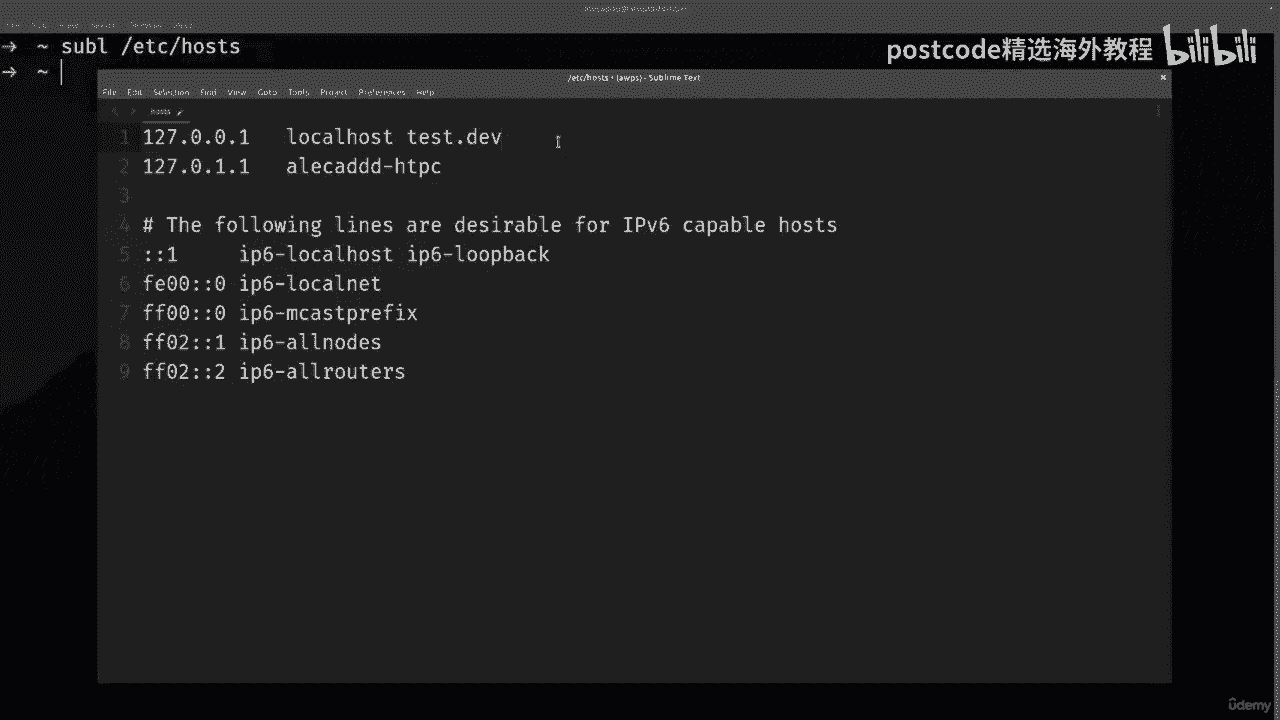 → ~ subl /etc/hosts
→ ~
postcode精选海外教程 bilibili
/etc/hosts • (awps) - Sublime Text
File Edit Selection Find View Goto Tools Project Preferences Help
hosts
1 127.0.0.1 localhost test.dev
2 127.0.1.1 alecaddd-htpc
3
4 # The following lines are desirable for IPv6 capable hosts
5 ::1 ip6-localhost ip6-loopback
6 fe00::0 ip6-localnet
7 ff00::0 ip6-mcastprefix
8 ff02::1 ip6-allnodes
9 ff02::2 ip6-allrouters
ûdemy